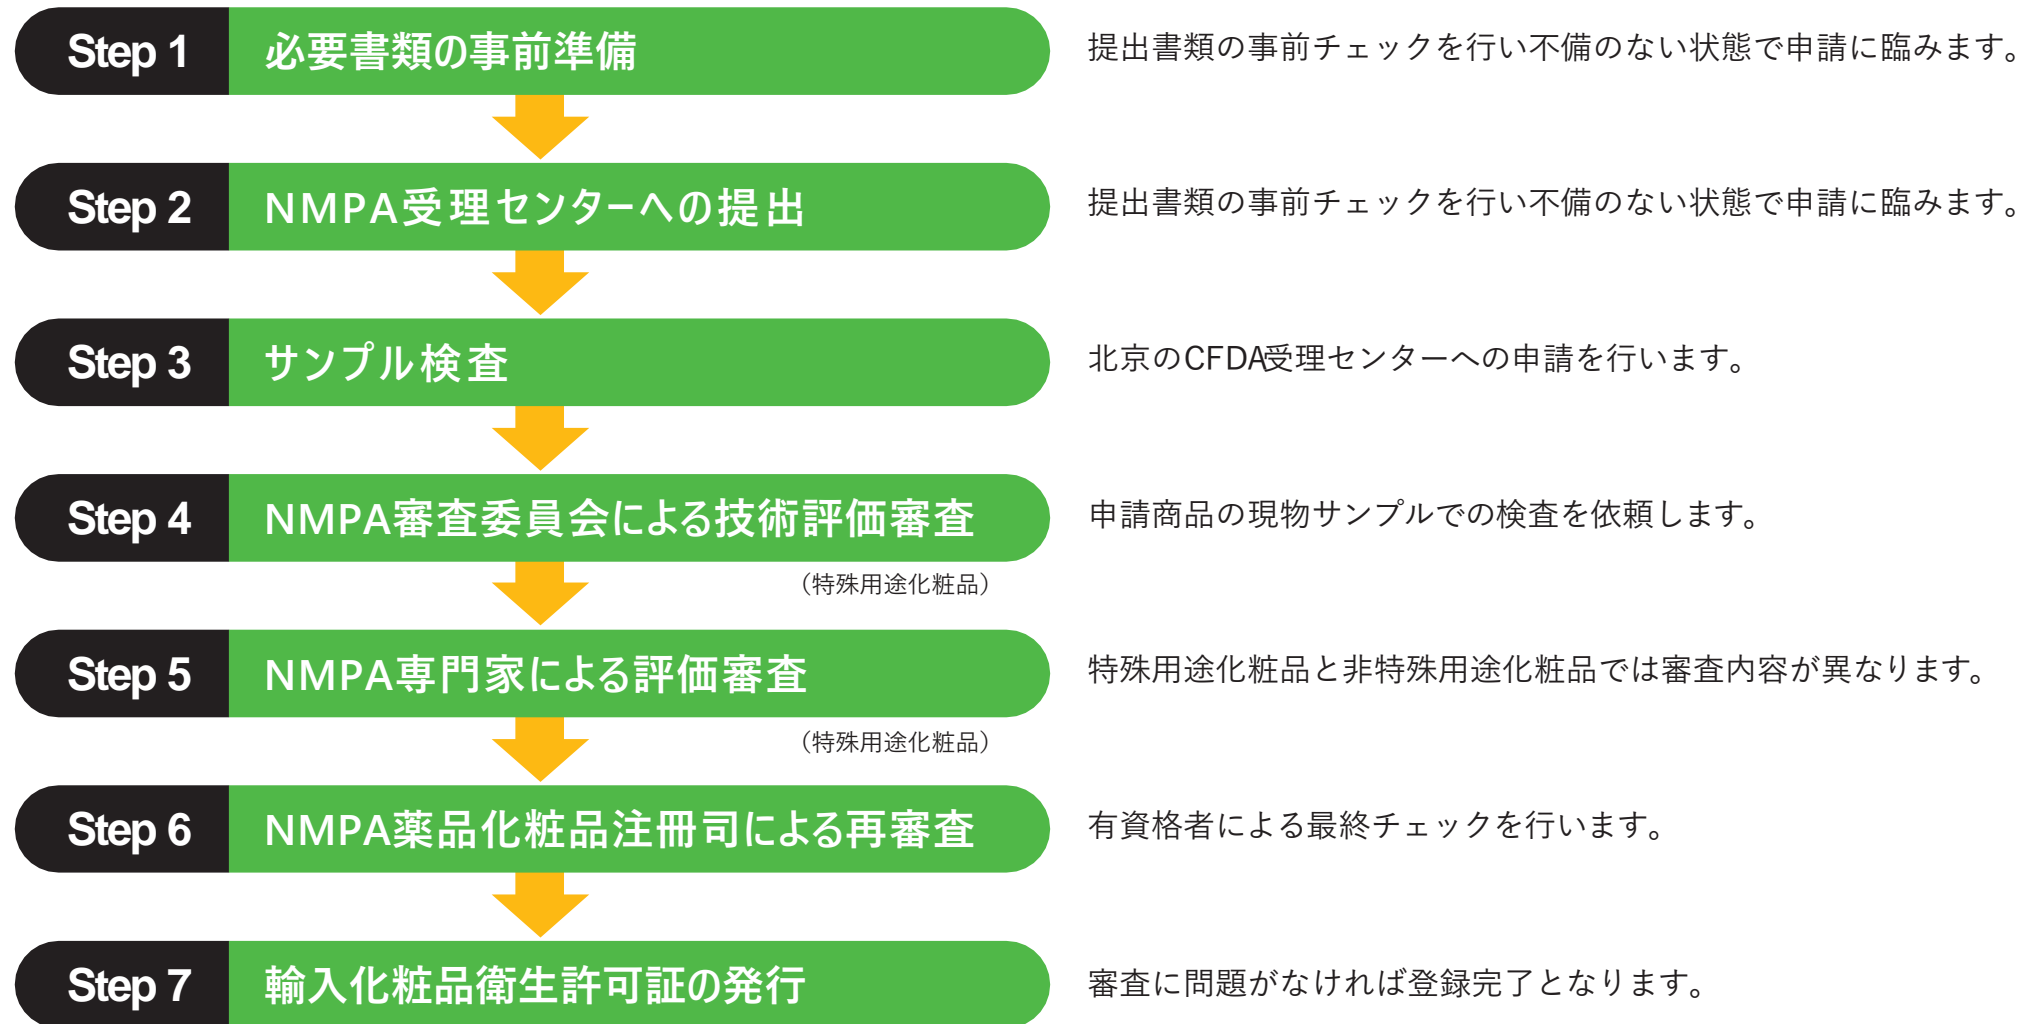 Step 1 必要書類の事前準備 提出書類の事前チェックを行い不備のない状態で申請に臨みます。
Step 2 NMPA受理センターへの提出 提出書類の事前チェックを行い不備のない状態で申請に臨みます。
Step 3 サンプル検査 北京のCFDA受理センターへの申請を行います。
Step 4 NMPA審査委員会による技術評価審査 申請商品の現物サンプルでの検査を依頼します。
（特殊用途化粧品）
Step 5 NMPA専門家による評価審査 特殊用途化粧品と非特殊用途化粧品では審査内容が異なります。
（特殊用途化粧品）
Step 6 NMPA薬品化粧品注冊司による再審査 有資格者による最終チェックを行います。
Step 7 輸入化粧品衛生許可証の発行 審査に問題がなければ登録完了となります。